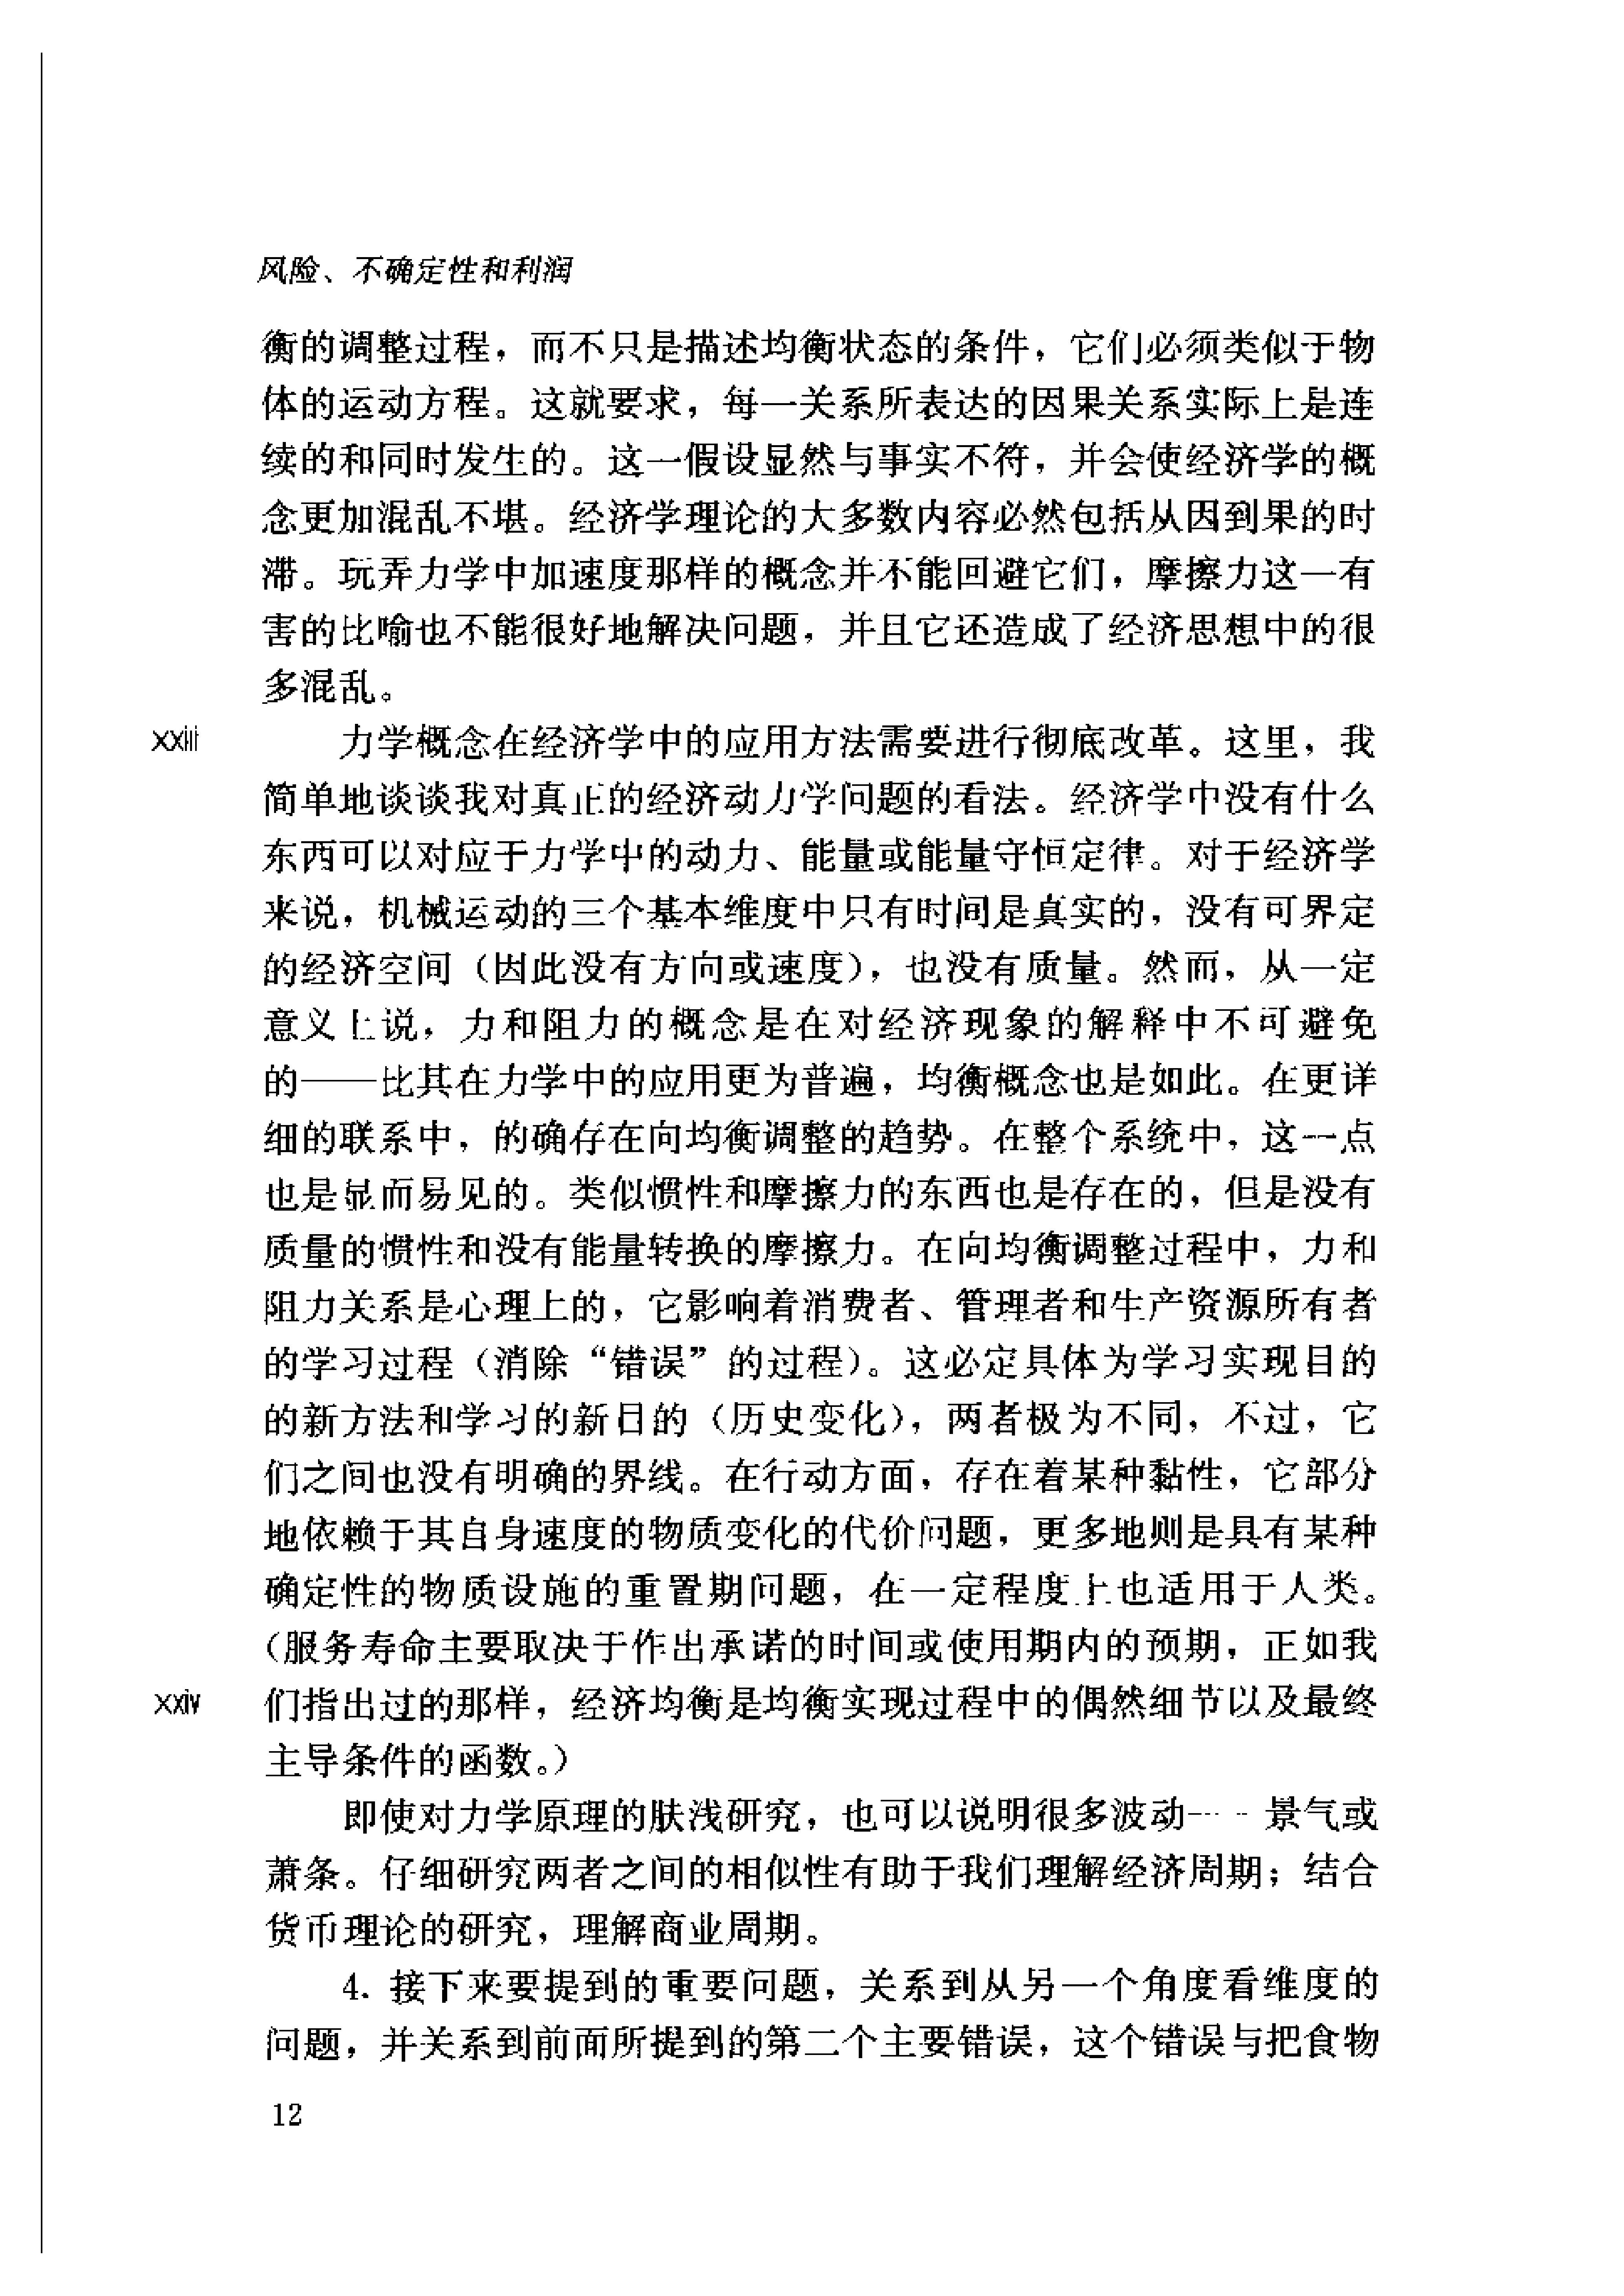 风险、不确定性和利润
衡的调整过程，而不只是描述均衡状态的条件，它们必须类似于物
体的运动方程。这就要求，每一关系所表达的因果关系实际上是连
续的和同时发生的。这一假设显然与事实不符，并会使经济学的概
念更加混乱不堪。经济学理论的大多数内容必然包括从因到果的时
滞。玩弄力学中加速度那样的概念并不能回避它们，摩擦力这一有
害的比喻也不能很好地解决问题，并且它还造成了经济思想中的很
多混乱。
xxiii 力学概念在经济学中的应用方法需要进行彻底改革。这里，我
简单地谈谈我对真正的经济动力学问题的看法。经济学中没有什么
东西可以对应于力学中的动力、能量或能量守恒定律。对于经济学
来说，机械运动的三个基本维度中只有时间是真实的，没有可界定
的经济空间（因此没有方向或速度），也没有质量。然而，从一定
意义上说，力和阻力的概念是在对经济现象的解释中不可避免
的——比其在力学中的应用更为普遍，均衡概念也是如此。在更详
细的联系中，的确存在向均衡调整的趋势。在整个系统中，这一点
也是显而易见的。类似惯性和摩擦力的东西也是存在的，但是没有
质量的惯性和没有能量转换的摩擦力。在向均衡调整过程中，力和
阻力关系是心理上的，它影响着消费者、管理者和生产资源所有者
的学习过程（消除“错误”的过程）。这必定具体为学习实现目的
的新方法和学习的新目的（历史变化），两者极为不同，不过，它
们之间也没有明确的界线。在行动方面，存在着某种黏性，它部分
地依赖于其自身速度的物质变化的代价问题，更多地则是具有某种
确定性的物质设施的重置期问题，在一定程度上也适用于人类。
（服务寿命主要取决于作出承诺的时间或使用期内的预期，正如我
xxiv 们指出过的那样，经济均衡是均衡实现过程中的偶然细节以及最终
主导条件的函数。）
即使对力学原理的肤浅研究，也可以说明很多波动——景气或
萧条。仔细研究两者之间的相似性有助于我们理解经济周期；结合
货币理论的研究，理解商业周期。
4. 接下来要提到的重要问题，关系到从另一个角度看维度的
问题，并关系到前面所提到的第二个主要错误，这个错误与把食物
12